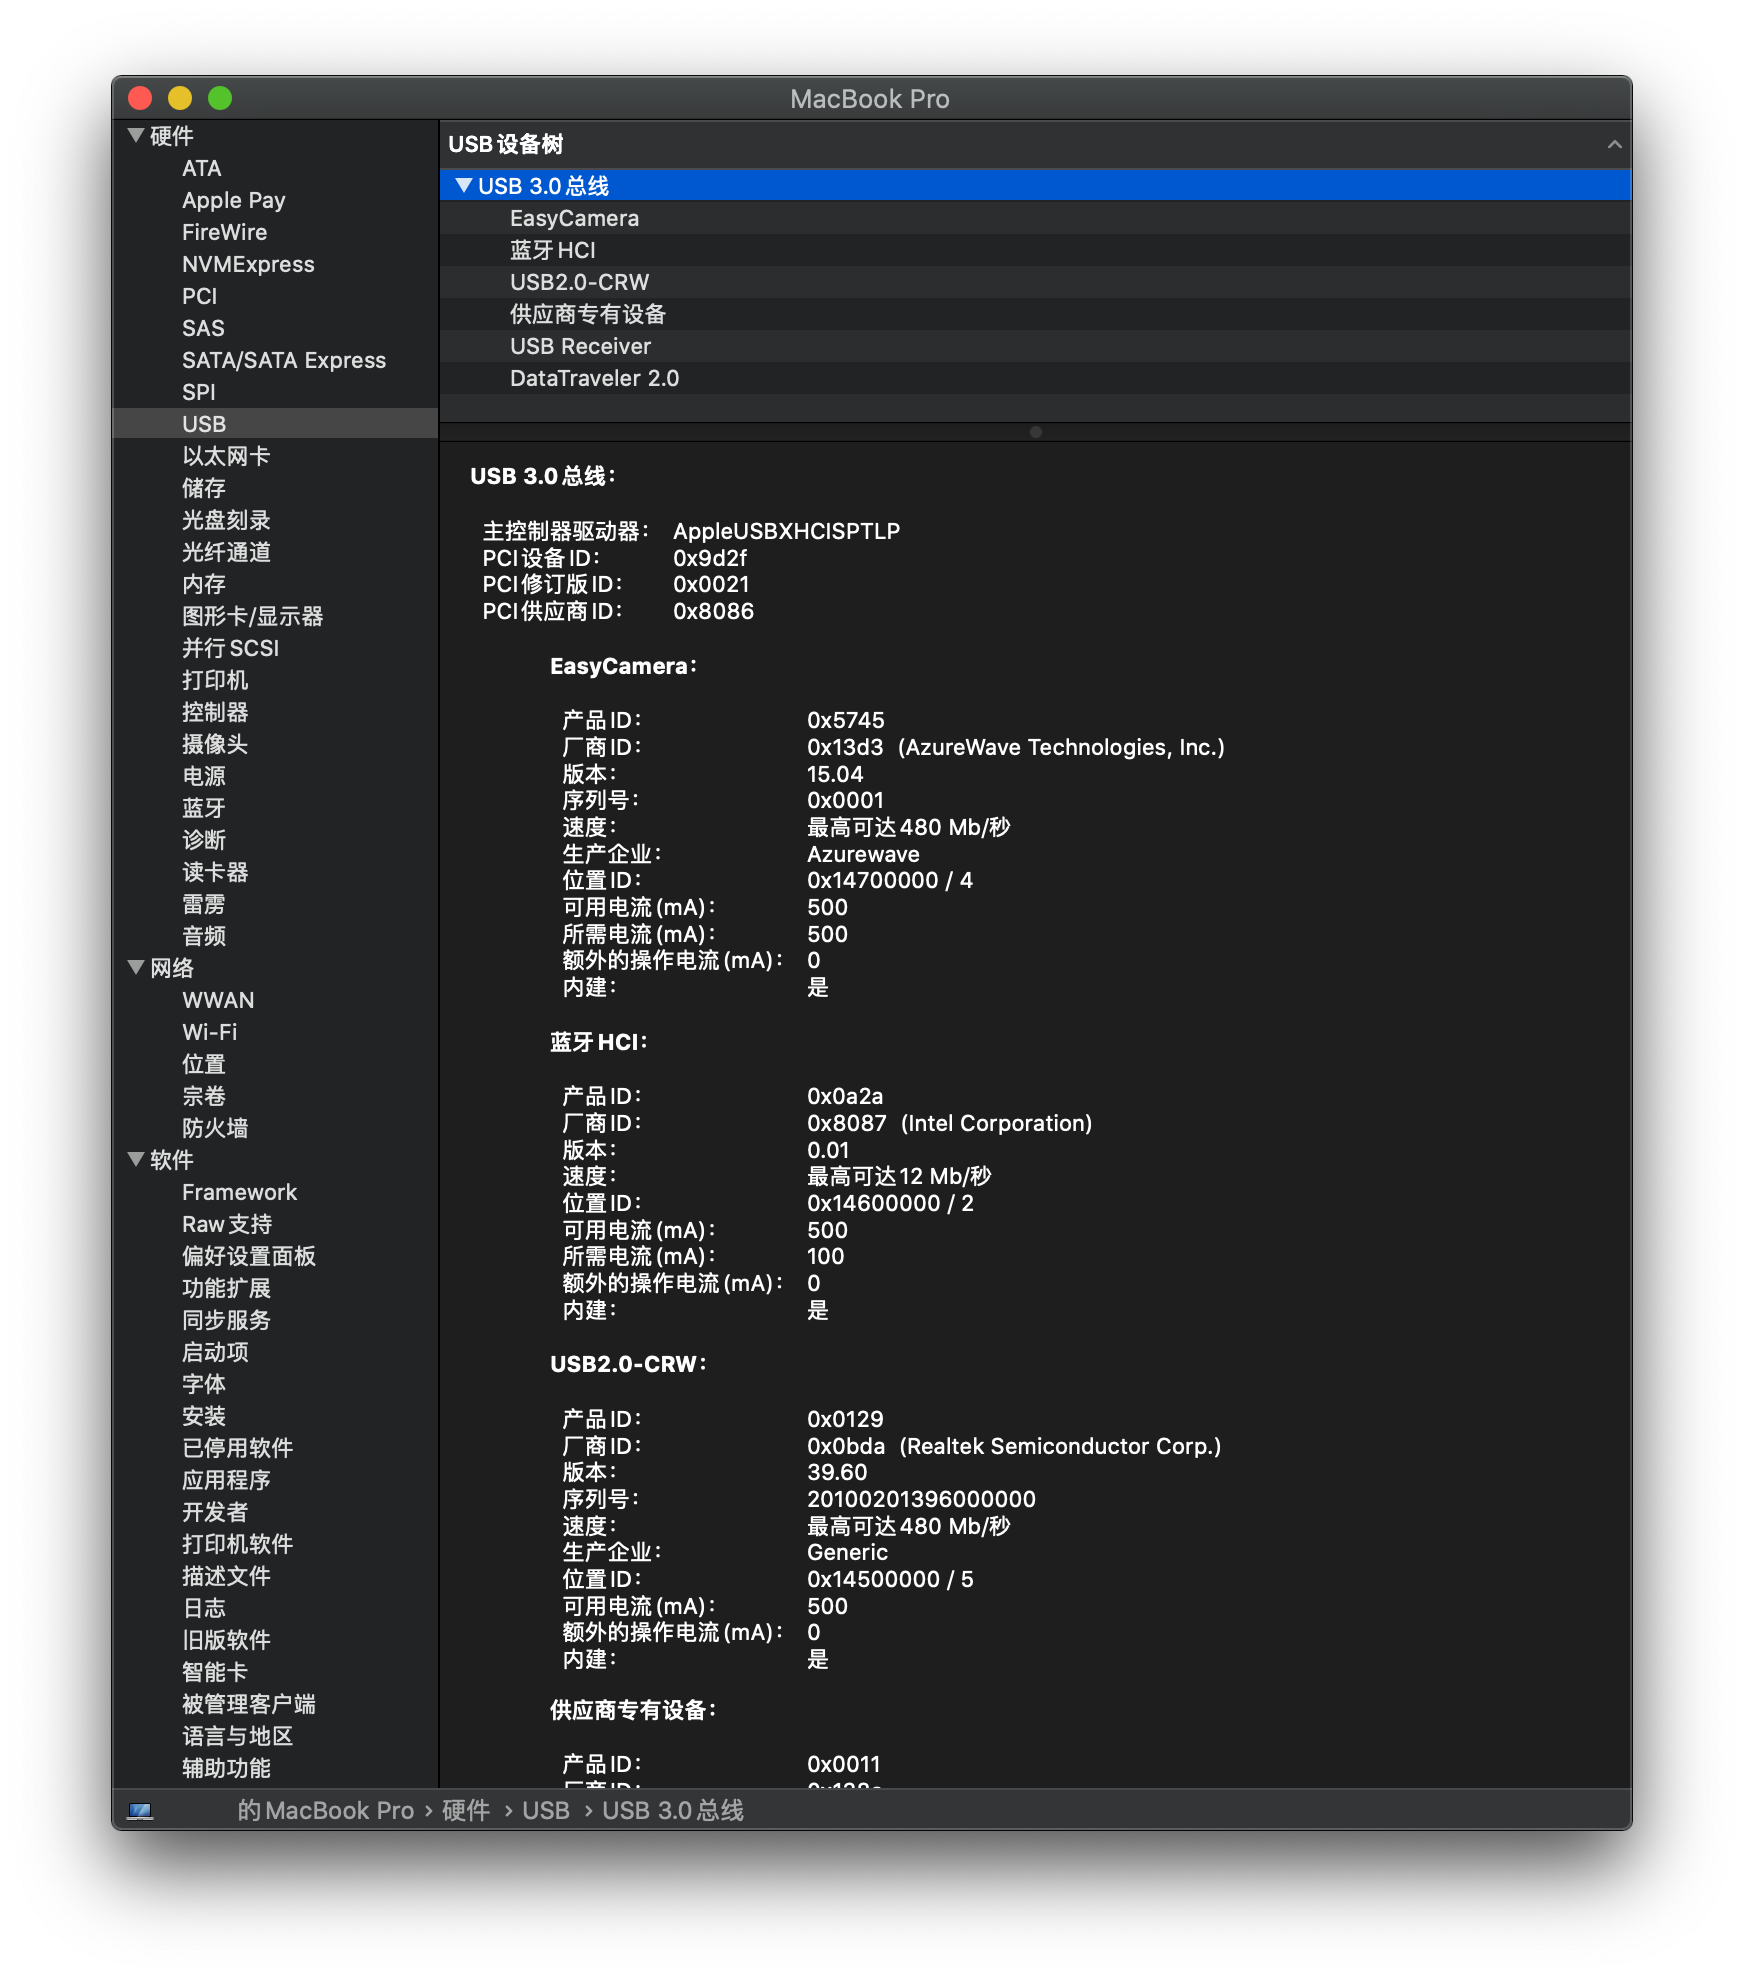 MacBook Pro
硬件
ATA
Apple Pay
FireWire
NVMExpress
PCI
SAS
SATA/SATA Express
SPI
USB
以太网卡
储存
光盘刻录
光纤通道
内存
图形卡/显示器
并行 SCSI
打印机
控制器
摄像头
电源
蓝牙
诊断
读卡器
雷雳
音频
网络
WWAN
Wi-Fi
位置
宗卷
防火墙
软件
Framework
Raw 支持
偏好设置面板
功能扩展
同步服务
启动项
字体
安装
已停用软件
应用程序
开发者
打印机软件
描述文件
日志
旧版软件
智能卡
被管理客户端
语言与地区
辅助功能
USB 设备树
USB 3.0 总线
EasyCamera
蓝牙 HCI
USB2.0-CRW
供应商专有设备
USB Receiver
DataTraveler 2.0
USB 3.0 总线：
主控制器驱动器： AppleUSBXHCISPTLP
PCI 设备 ID： 0x9d2f
PCI 修订版 ID： 0x0021
PCI 供应商 ID： 0x8086
EasyCamera：
产品 ID： 0x5745
厂商 ID： 0x13d3 (AzureWave Technologies, Inc.)
版本： 15.04
序列号： 0x0001
速度： 最高可达 480 Mb/秒
生产企业： Azurewave
位置 ID： 0x14700000 / 4
可用电流 (mA)： 500
所需电流 (mA)： 500
额外的操作电流 (mA)： 0
内建： 是
蓝牙 HCI：
产品 ID： 0x0a2a
厂商 ID： 0x8087 (Intel Corporation)
版本： 0.01
速度： 最高可达 12 Mb/秒
位置 ID： 0x14600000 / 2
可用电流 (mA)： 500
所需电流 (mA)： 100
额外的操作电流 (mA)： 0
内建： 是
USB2.0-CRW：
产品 ID： 0x0129
厂商 ID： 0x0bda (Realtek Semiconductor Corp.)
版本： 39.60
序列号： 20100201396000000
速度： 最高可达 480 Mb/秒
生产企业： Generic
位置 ID： 0x14500000 / 5
可用电流 (mA)： 500
额外的操作电流 (mA)： 0
内建： 是
供应商专有设备：
产品 ID： 0x0011
的 MacBook Pro › 硬件 › USB › USB 3.0 总线